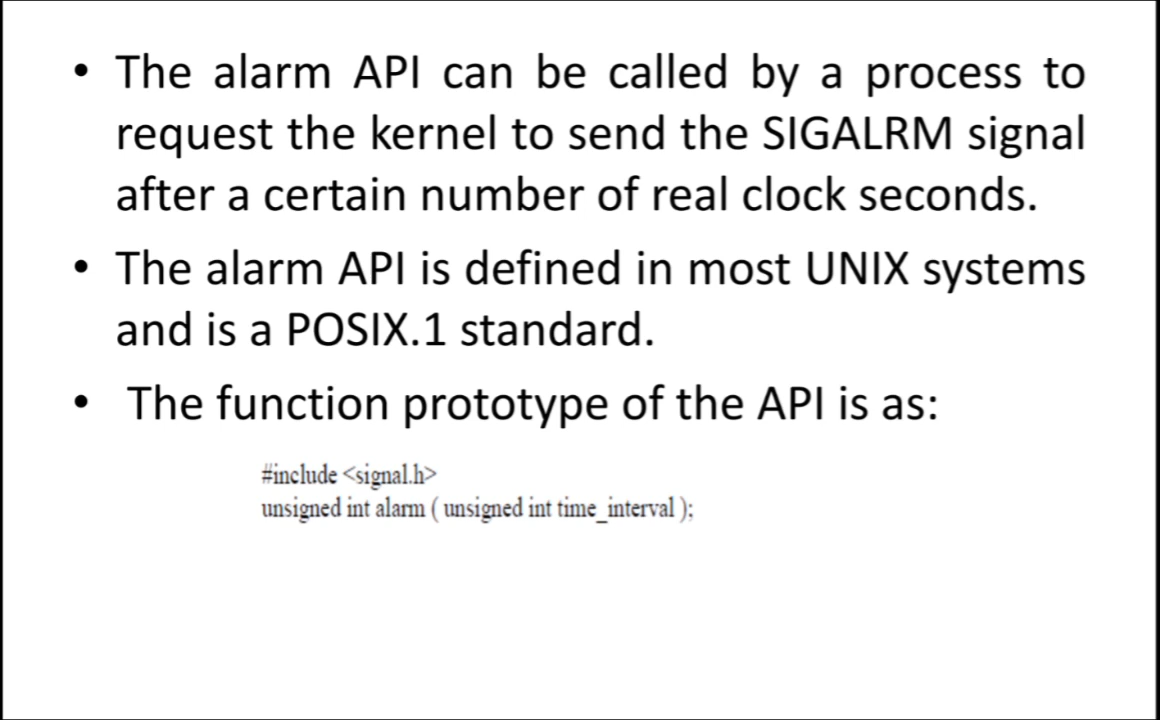 • The alarm API can be called by a process to
request the kernel to send the SIGALRM signal
after a certain number of real clock seconds.
• The alarm API is defined in most UNIX systems
and is a POSIX.1 standard.
• The function prototype of the API is as:
#include <signal.h>
unsigned int alarm ( unsigned int time_interval );